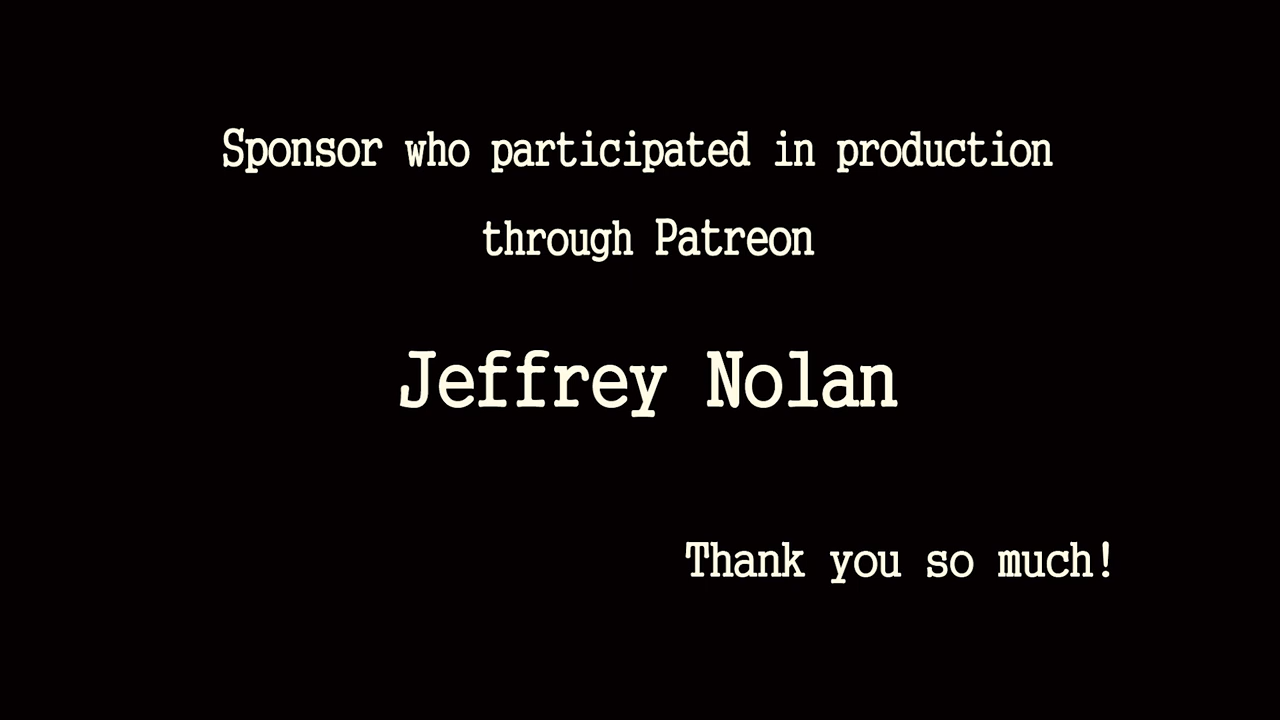 Sponsor who participated in production
through Patreon
Jeffrey Nolan
Thank you so much!